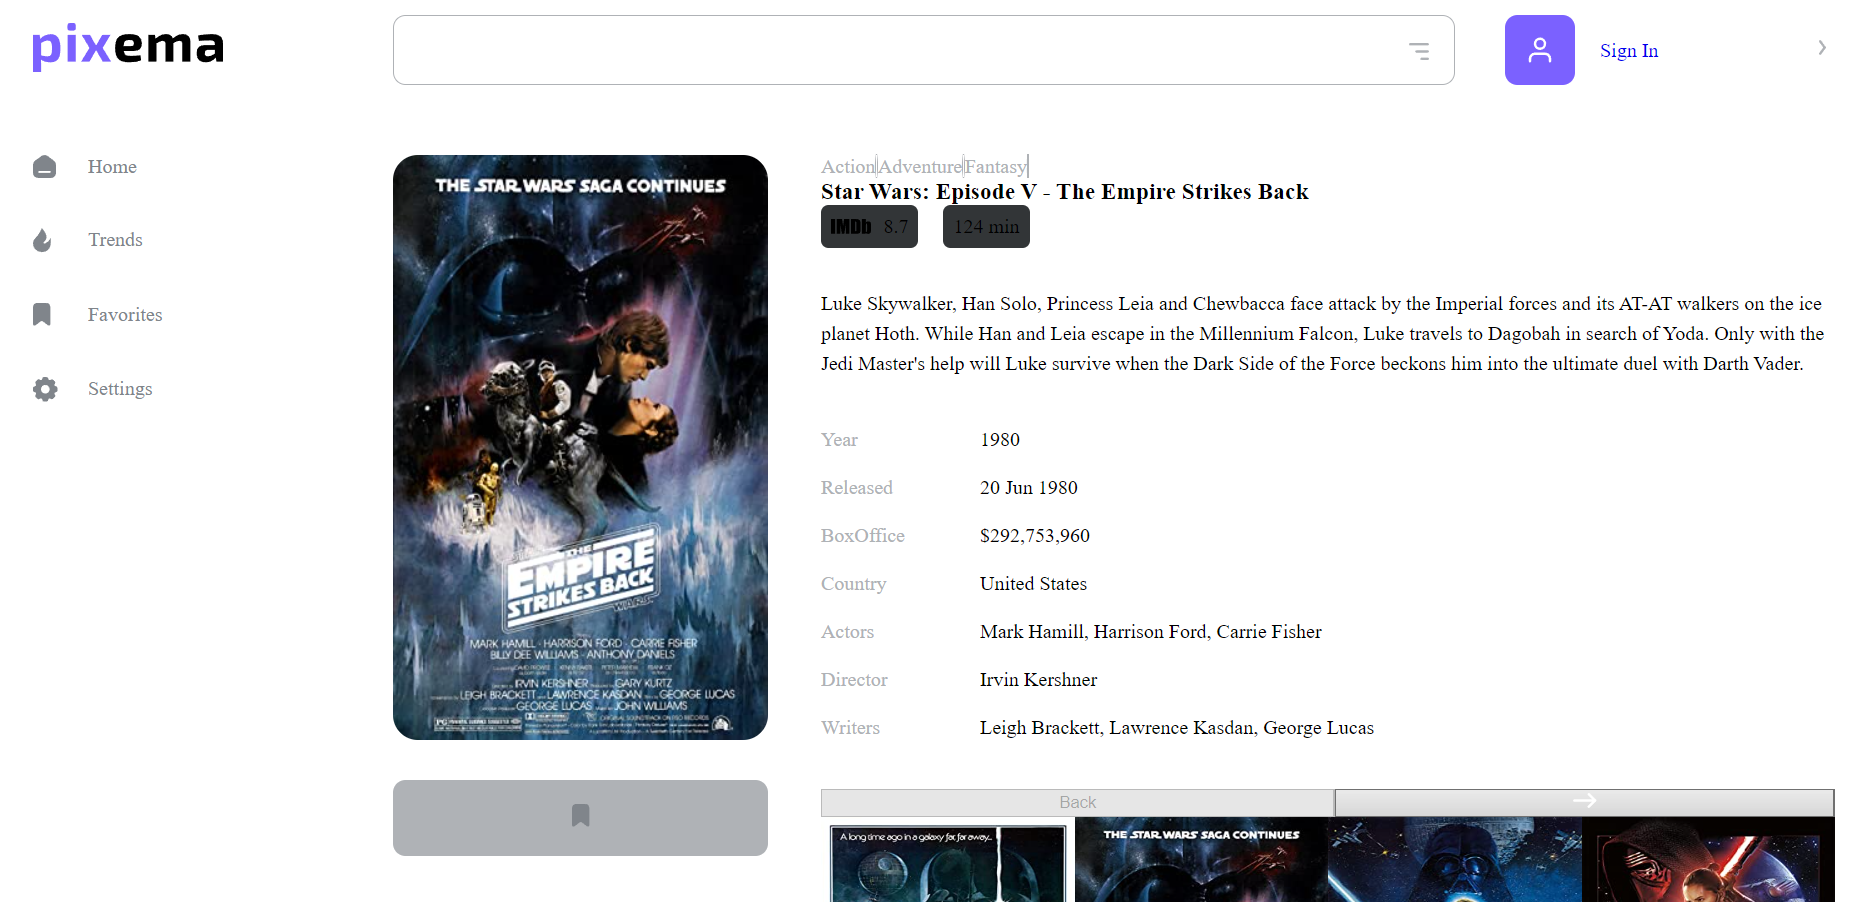 pixema
Sign In
Home
Trends
Favorites
Settings
THE STAR WARS SAGA CONTINUES
THE
EMPIRE
STRIKES BACK
WARS
MARK HAMILL · HARRISON FORD · CARRIE FISHER
BILLY DEE WILLIAMS · ANTHONY DANIELS
IRVIN KERSHNER GARY KURTZ
LEIGH BRACKETT LAWRENCE KASDAN GEORGE LUCAS
GEORGE LUCAS JOHN WILLIAMS
PG
Action Adventure Fantasy
Star Wars: Episode V - The Empire Strikes Back
IMDb 8.7 124 min
Luke Skywalker, Han Solo, Princess Leia and Chewbacca face attack by the Imperial forces and its AT-AT walkers on the ice
planet Hoth. While Han and Leia escape in the Millennium Falcon, Luke travels to Dagobah in search of Yoda. Only with the
Jedi Master's help will Luke survive when the Dark Side of the Force beckons him into the ultimate duel with Darth Vader.
Year 1980
Released 20 Jun 1980
BoxOffice $292,753,960
Country United States
Actors Mark Hamill, Harrison Ford, Carrie Fisher
Director Irvin Kershner
Writers Leigh Brackett, Lawrence Kasdan, George Lucas
Back
A long time ago in a galaxy far, far away...
THE STAR WARS SAGA CONTINUES